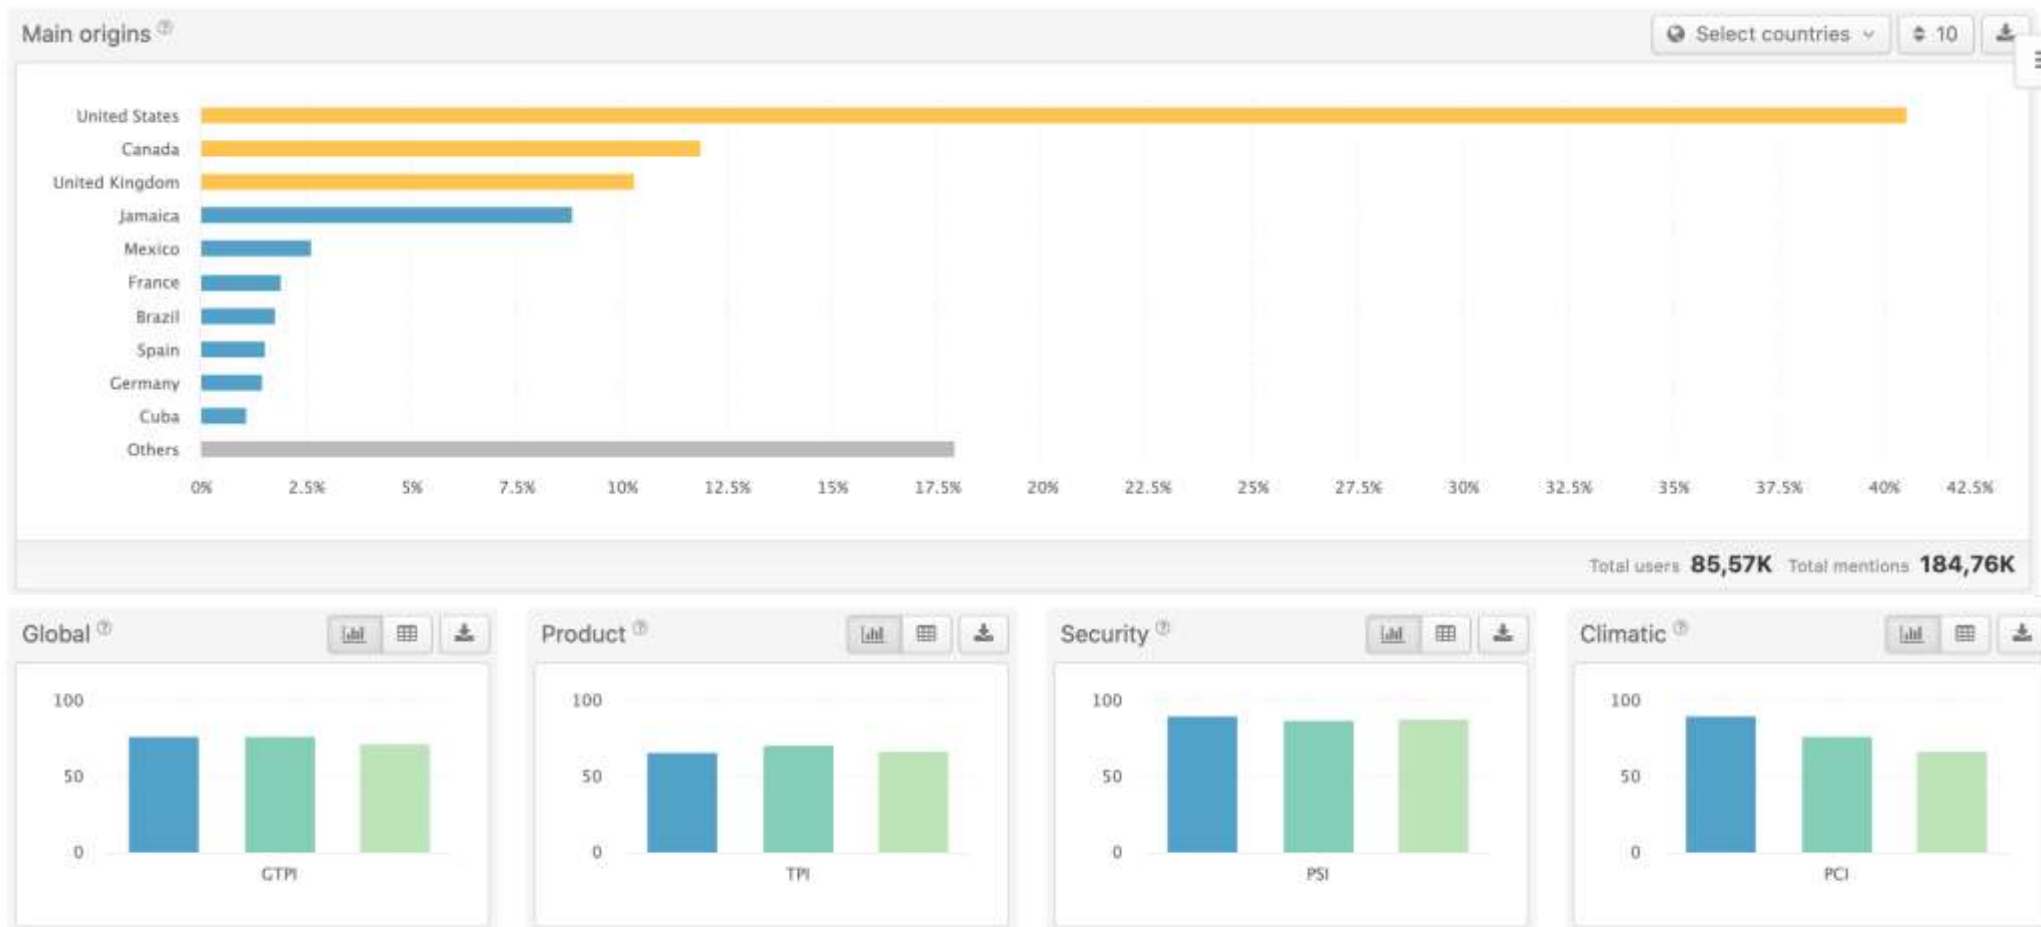 Main origins
Select countries
10
United States
Canada
United Kingdom
Jamaica
Mexico
France
Brazil
Spain
Germany
Cuba
Others
0% 2.5% 5% 7.5% 10% 12.5% 15% 17.5% 20% 22.5% 25% 27.5% 30% 32.5% 35% 37.5% 40% 42.5%
Total users 85,57K Total mentions 184,76K
Global
100
50
0
GTPI
Product
100
50
0
TPI
Security
100
50
0
PSI
Climatic
100
50
0
PCI